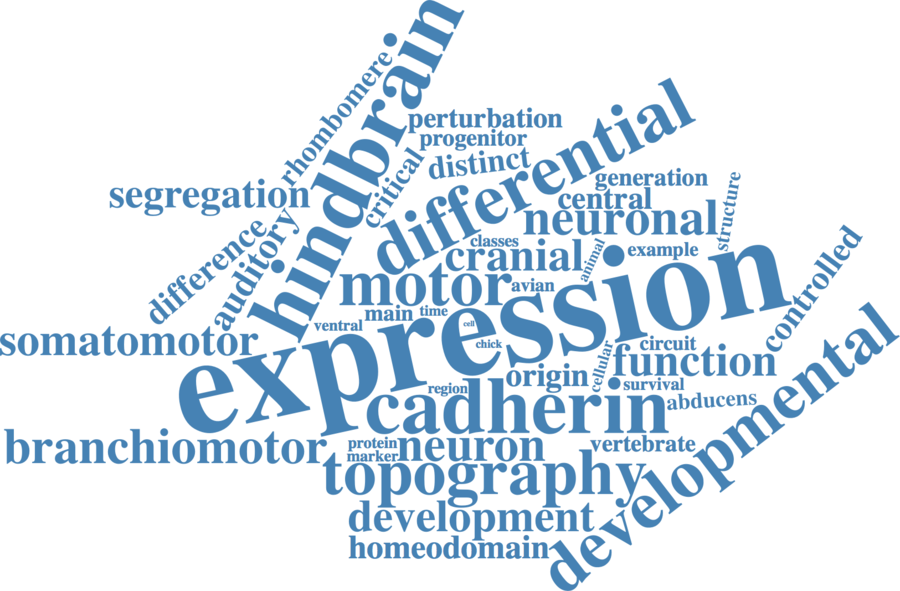 hindbrain
rhombomere
perturbation
progenitor
critical
distinct
differential
segregation
generation
central
structure
neuronal
difference
auditory
classes
cranial
animal
example
controlled
motor
avian
expression
main
time
ventral
cell
somatomotor
chick
circuit
cellular
function
developmental
origin
region
survival
cadherin
abducens
branchiomotor
protein
neuron
vertebrate
marker
topography
development
homeodomain